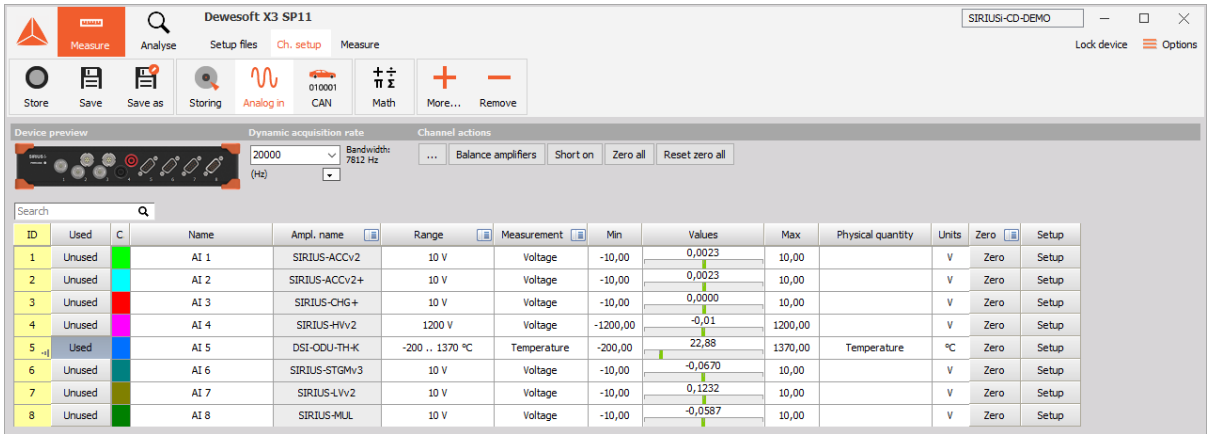 Dewesoft X3 SP11
SIRIUSi-CD-DEMO
Measure Analyse Setup files Ch. setup Measure Lock device Options
010001
Store Save Save as Storing Analog in CAN Math More... Remove
Device preview Dynamic acquisition rate Channel actions
20000 Bandwidth: 7812 Hz ... Balance amplifiers Short on Zero all Reset zero all
(Hz)
Search
ID Used C Name Ampl. name Range Measurement Min Values Max Physical quantity Units Zero Setup
1 Unused AI 1 SIRIUS-ACCv2 10 V Voltage -10,00 0,0023 10,00 V Zero Setup
2 Unused AI 2 SIRIUS-ACCv2+ 10 V Voltage -10,00 0,0023 10,00 V Zero Setup
3 Unused AI 3 SIRIUS-CHG+ 10 V Voltage -10,00 0,0000 10,00 V Zero Setup
4 Unused AI 4 SIRIUS-HVv2 1200 V Voltage -1200,00 -0,01 1200,00 V Zero Setup
5 Used AI 5 DSI-ODU-TH-K -200 .. 1370 °C Temperature -200,00 22,88 1370,00 Temperature °C Zero Setup
6 Unused AI 6 SIRIUS-STGMv3 10 V Voltage -10,00 -0,0670 10,00 V Zero Setup
7 Unused AI 7 SIRIUS-LVv2 10 V Voltage -10,00 0,1232 10,00 V Zero Setup
8 Unused AI 8 SIRIUS-MUL 10 V Voltage -10,00 -0,0587 10,00 V Zero Setup